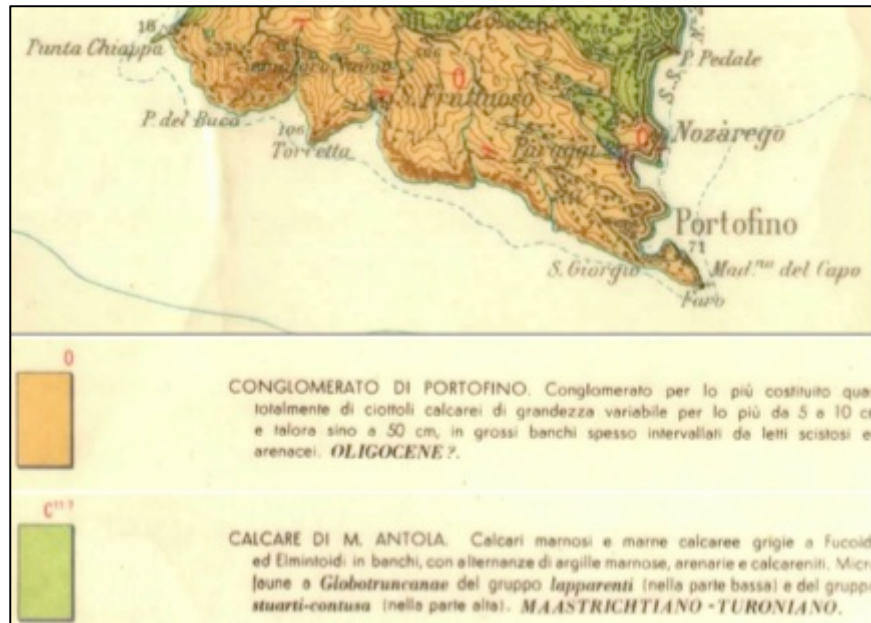 18
Punta Chiappa
P. Pedale
S. Fruttuoso
O
O
Nozàrego
P. del Buco
106
Torcetta
Paraggi
Portofino
71
S. Giorgio
Mad.na del Capo
Faro
O
CONGLOMERATO DI PORTOFINO. Conglomerato per lo più costituito qua
totalmente di ciottoli calcarei di grandezza variabile per lo più da 5 a 10 c
e talora sino a 50 cm, in grossi banchi spesso intervallati da letti scistosi e
arenacei. OLIGOCENE ?.
CALCARE DI M. ANTOLA. Calcari marnosi e marne calcaree grigie a Fucoid
ed Elmintoidi in banchi, con alternanze di argille marnose, arenarie e calcareniti. Micr
faune a Globotruncanae del gruppo lapparenti (nella parte bassa) e del grupp
stuarti-contusa (nella parte alta). MAASTRICHTIANO - TURONIANO.